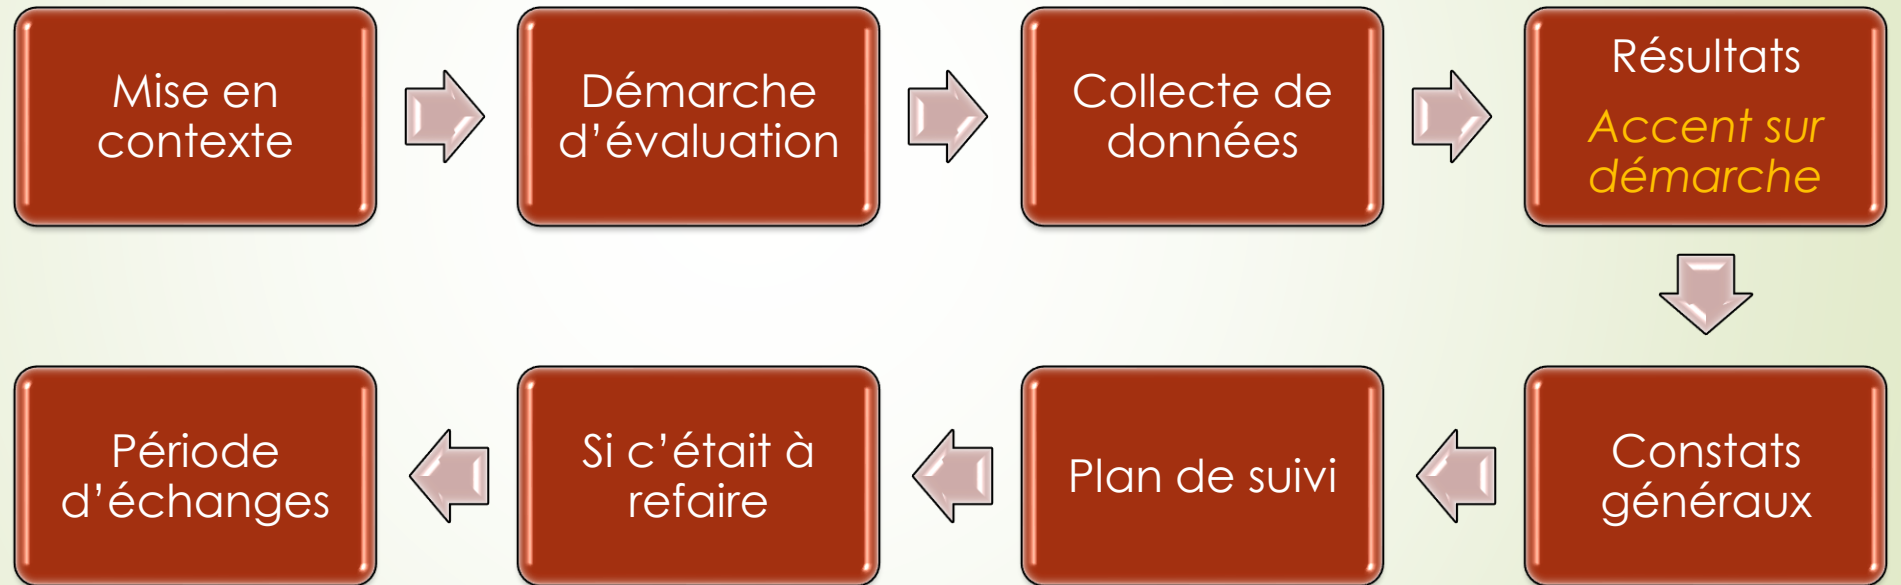 Mise en
contexte
Démarche
d’évaluation
Collecte de
données
Résultats
Accent sur
démarche
Constats
généraux
Plan de suivi
Si c’était à
refaire
Période
d’échanges